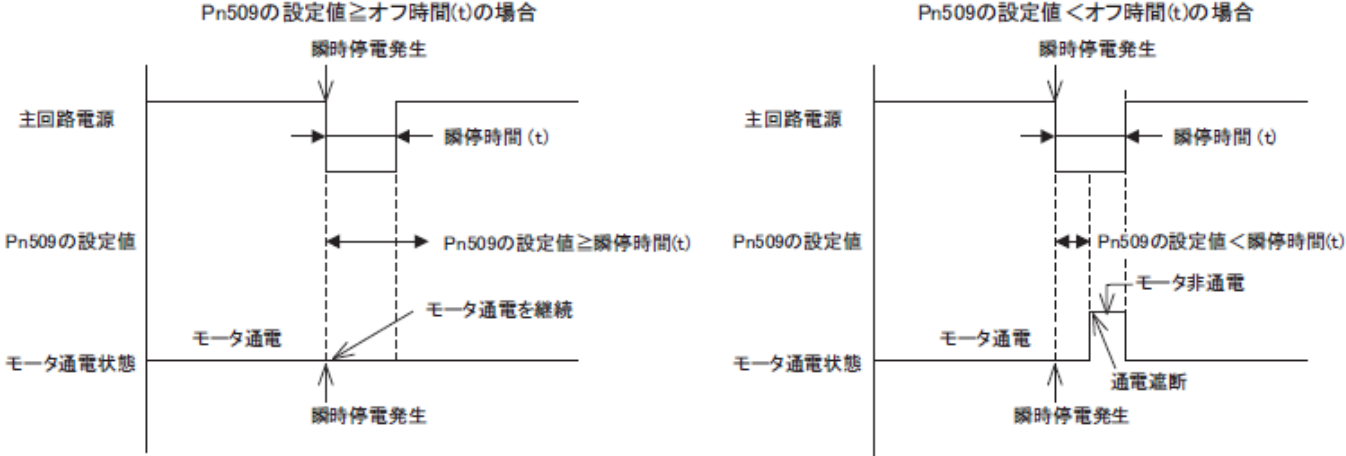 Pn509の設定値≧オフ時間(t)の場合
瞬時停電発生
主回路電源
瞬停時間 (t)
Pn509の設定値
Pn509の設定値≧瞬停時間(t)
モータ通電を継続
モータ通電
モータ通電状態
瞬時停電発生
Pn509の設定値＜オフ時間(t)の場合
瞬時停電発生
主回路電源
瞬停時間 (t)
Pn509の設定値
Pn509の設定値＜瞬停時間(t)
モータ非通電
モータ通電
モータ通電状態
通電遮断
瞬時停電発生